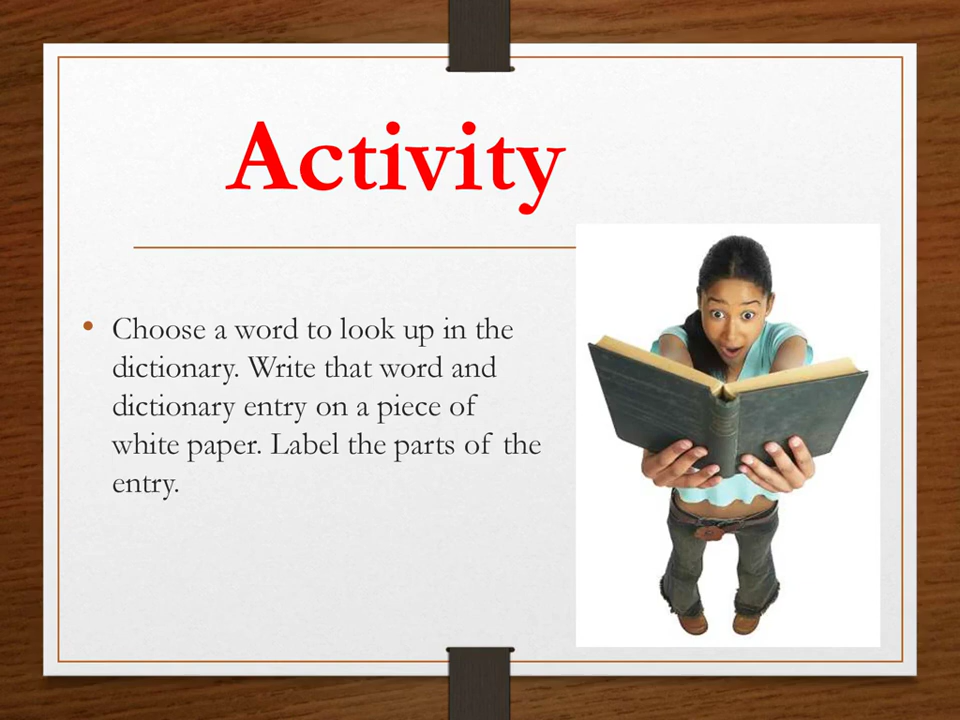 Activity
• Choose a word to look up in the
dictionary. Write that word and
dictionary entry on a piece of
white paper. Label the parts of the
entry.